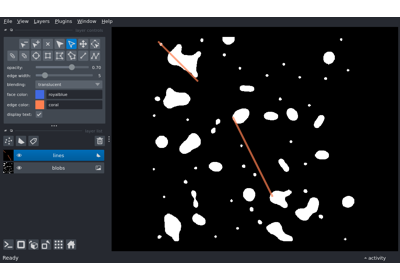 File View Layers Plugins Window Help
opacity: 0.70
edge width: 5
blending: translucent
face color: royalblue
edge color: coral
display text: ✓
lines
blobs
Ready activity